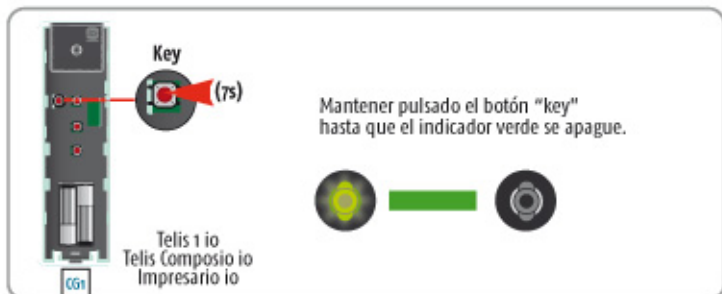 Key
(7s)
Mantener pulsado el botón “key”
hasta que el indicador verde se apague.
Telis 1 io
Telis Composio io
Impresario io
CG1